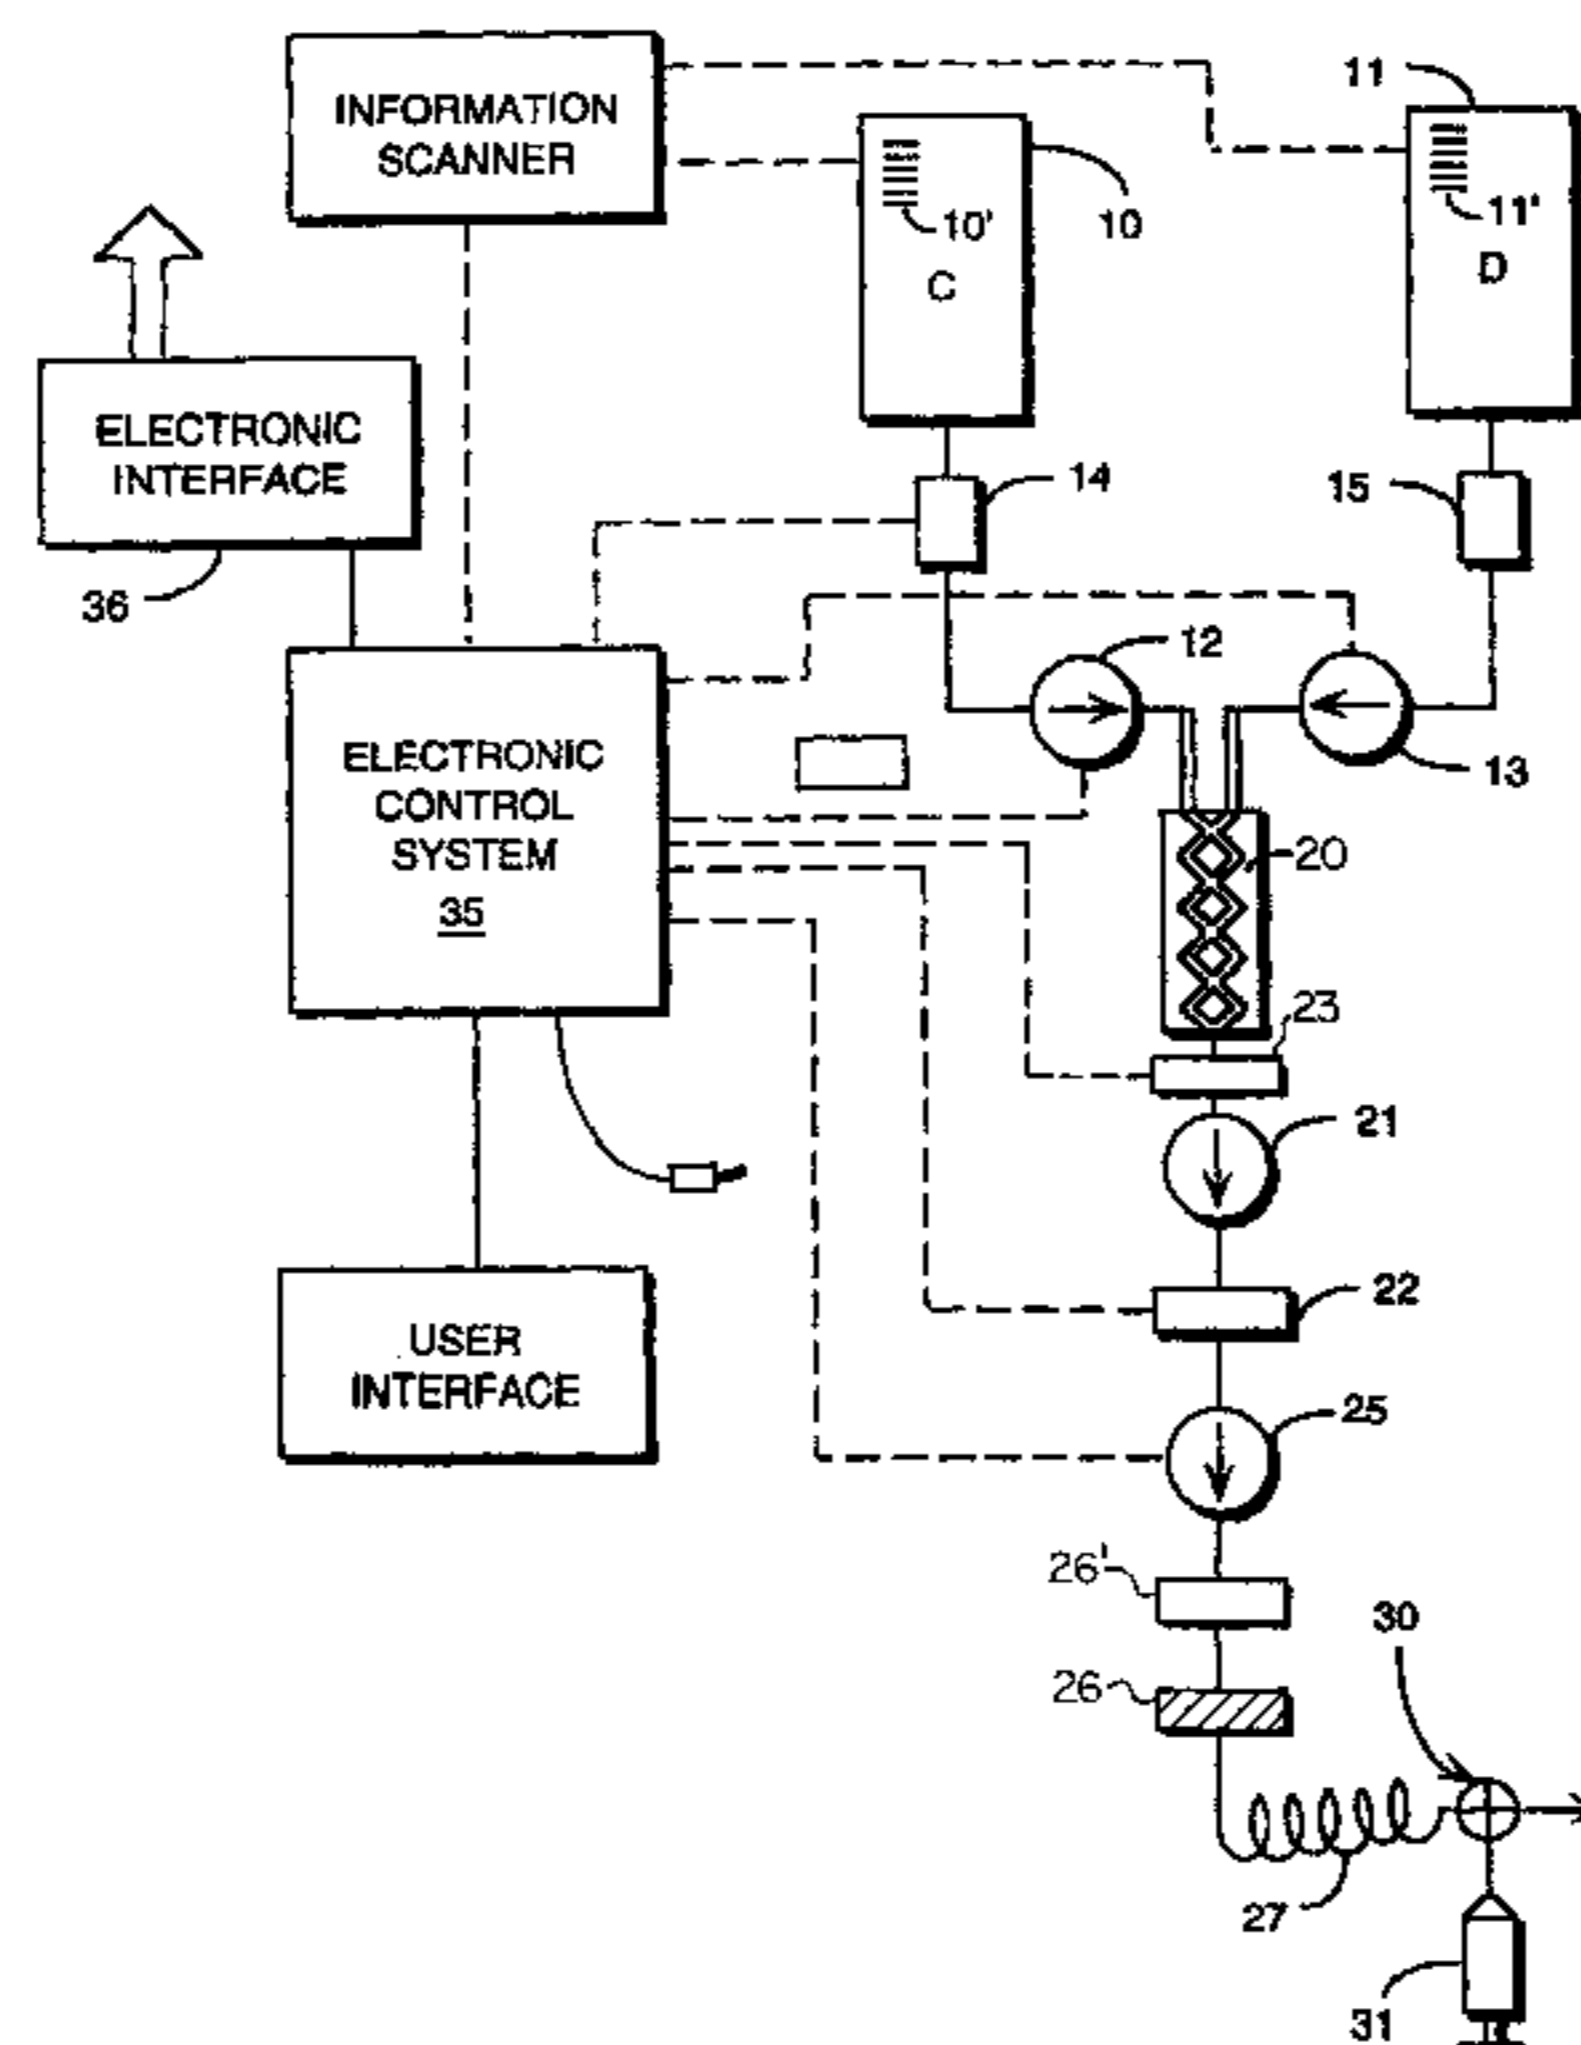 INFORMATION
SCANNER
11
10'
10
11'
C
D
ELECTRONIC
INTERFACE
14
15
36
12
13
ELECTRONIC
CONTROL
SYSTEM
35
20
23
21
22
USER
INTERFACE
25
26'
26
30
27
31